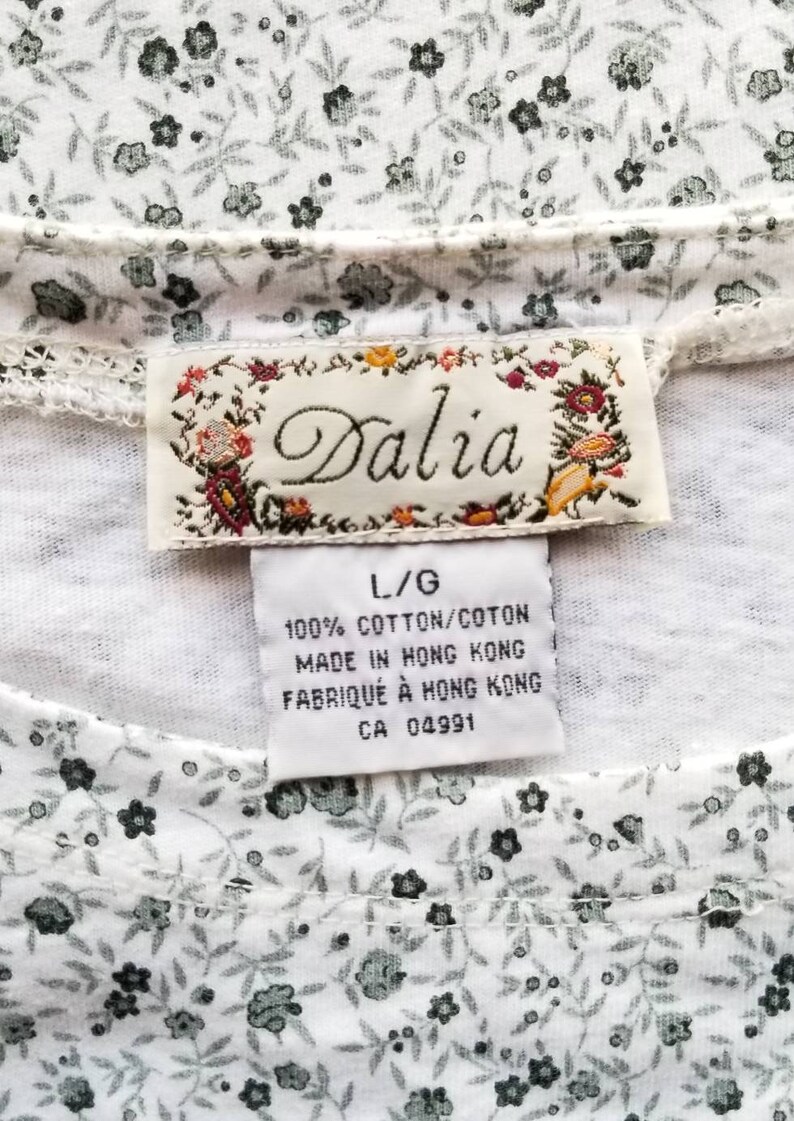 Dalia
L/G
100% COTTON/COTON
MADE IN HONG KONG
FABRIQUÉ À HONG KONG
CA 04991